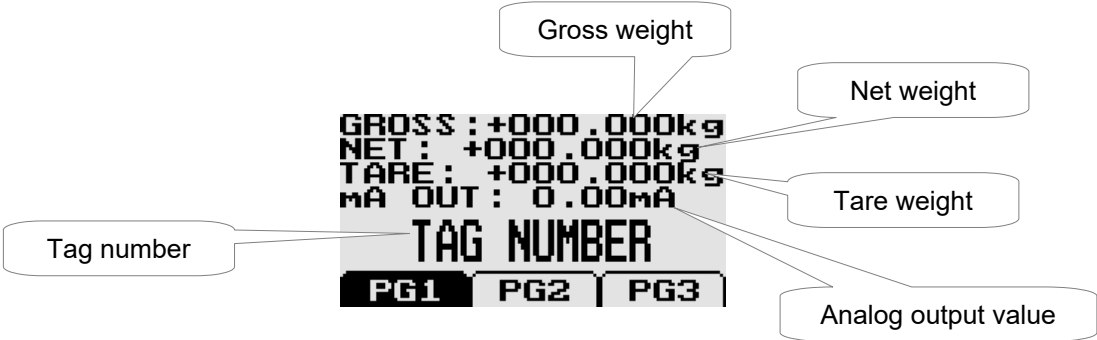 Gross weight
Net weight
GROSS:+000.000kg
NET: +000.000kg
TARE: +000.000kg
mA OUT: 0.00mA
Tare weight
Tag number
TAG NUMBER
PG1 PG2 PG3
Analog output value